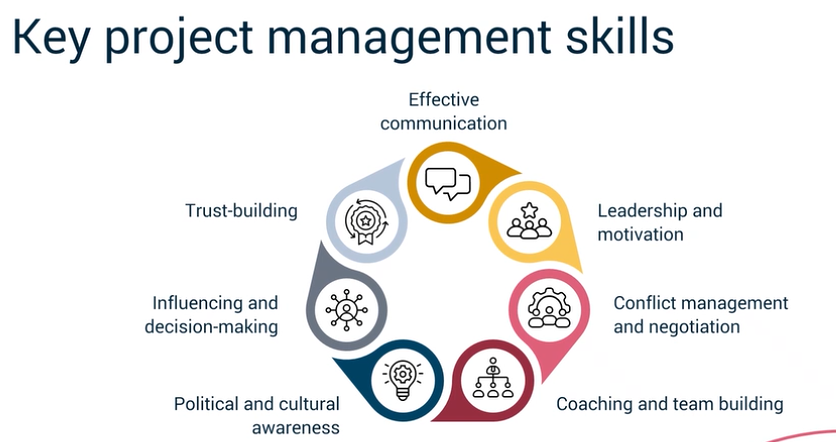 Key project management skills
Effective
communication
Leadership and
motivation
Conflict management
and negotiation
Coaching and team building
Political and cultural
awareness
Influencing and
decision-making
Trust-building